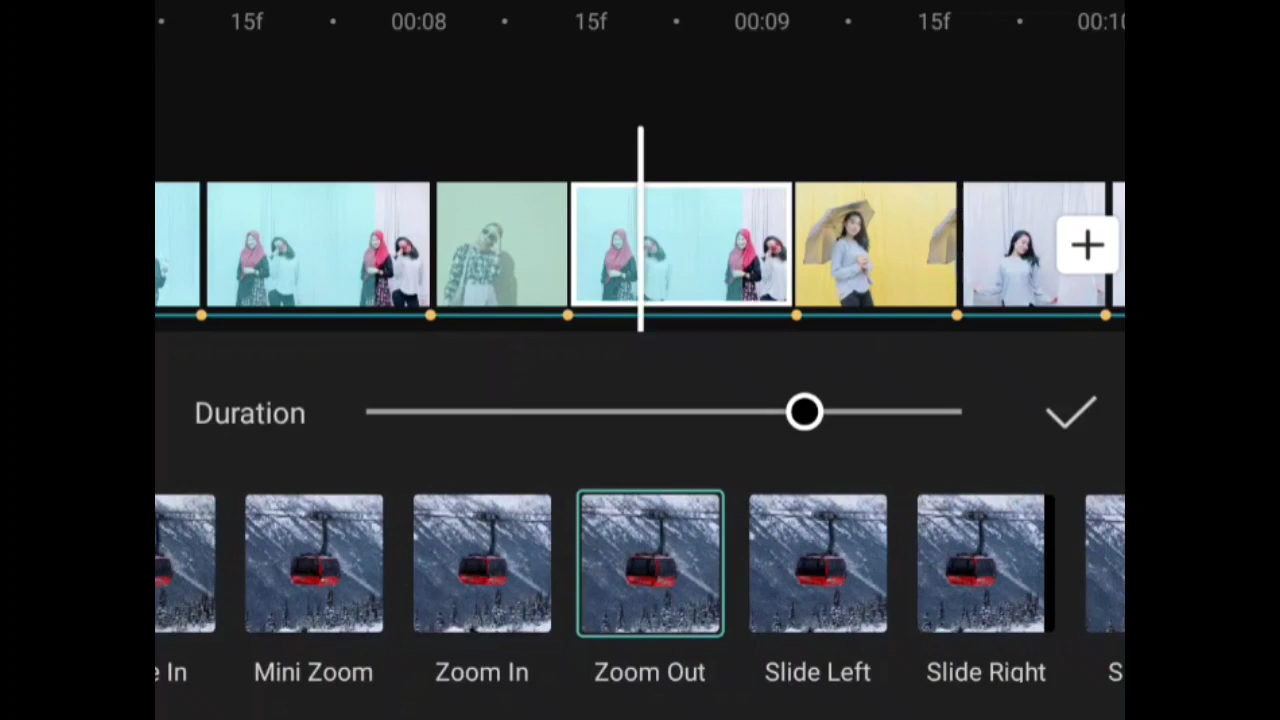 15f 00:08 15f 00:09 15f 00:10
Duration
e In Mini Zoom Zoom In Zoom Out Slide Left Slide Right S